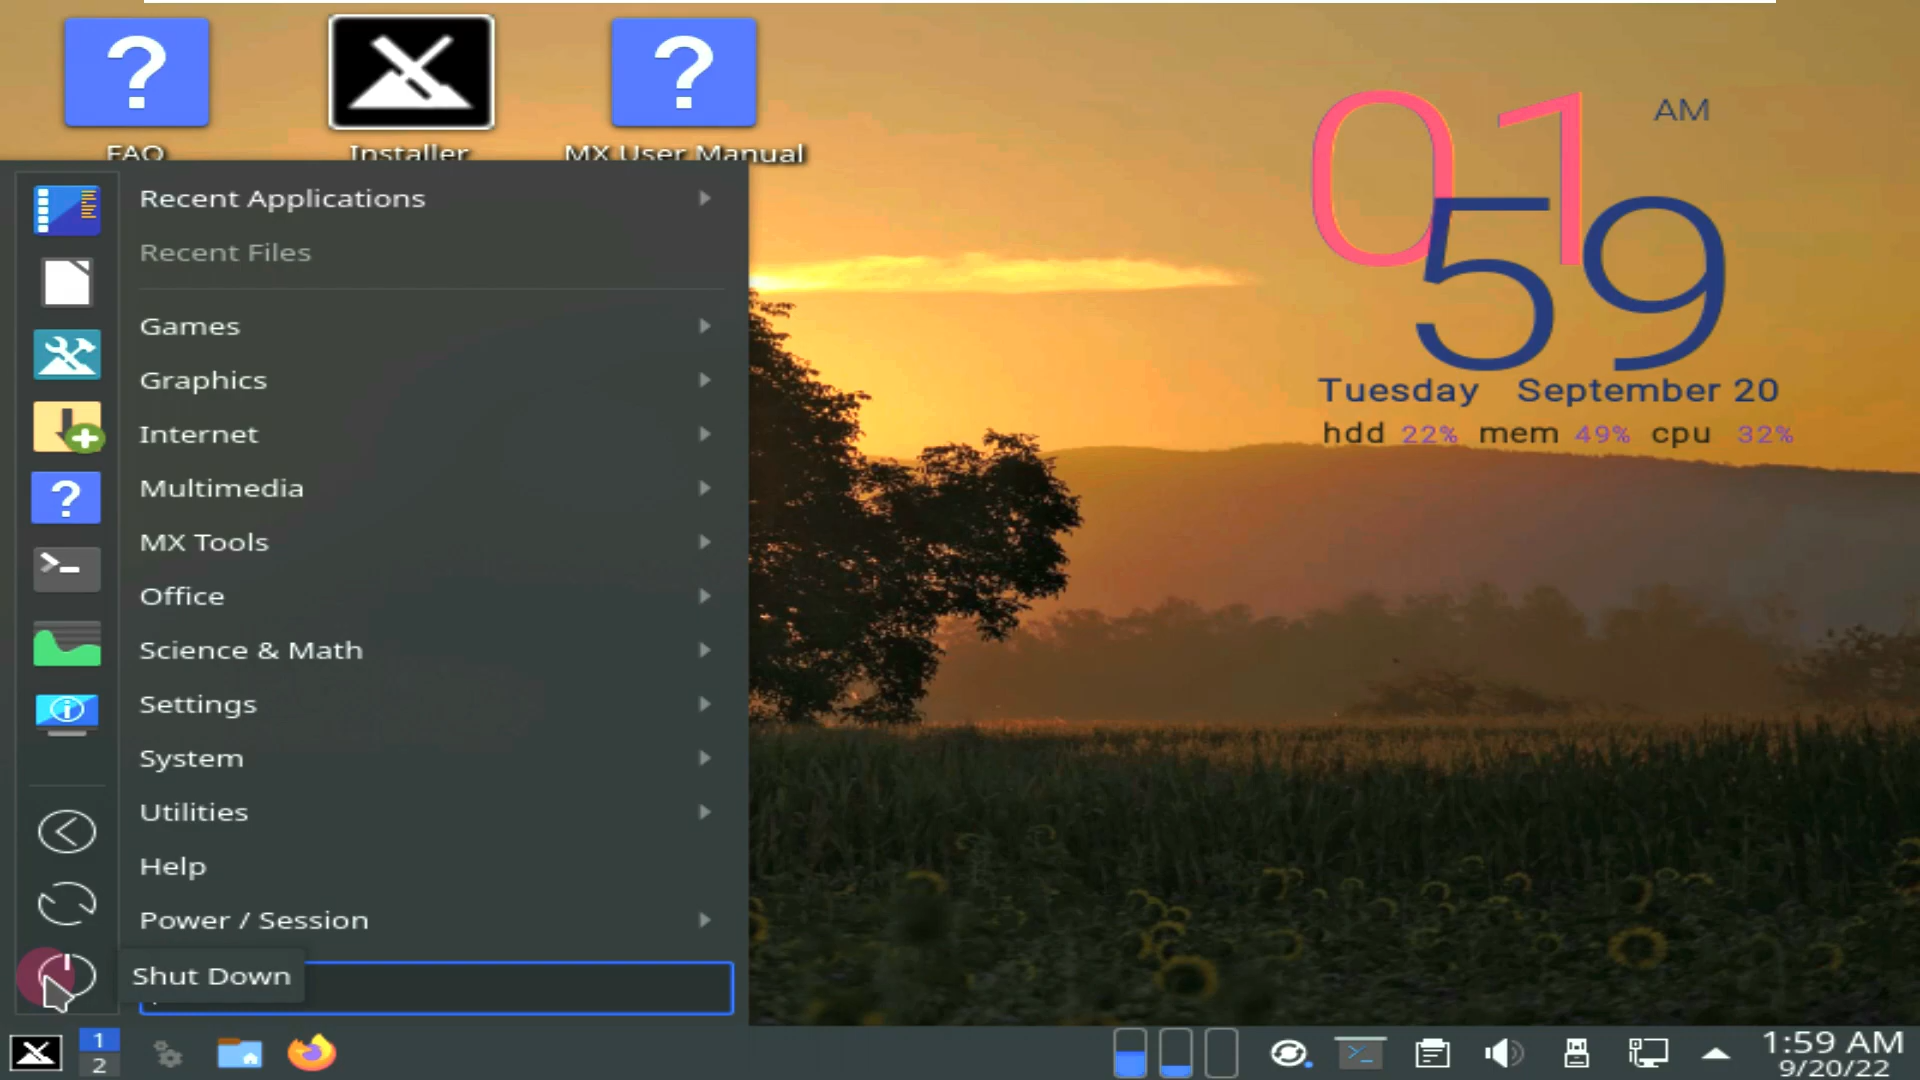 FAQ
Installer
MX User Manual
01
AM
59
Tuesday September 20
hdd 22% mem 49% cpu 32%
Recent Applications
Recent Files
Games
Graphics
Internet
Multimedia
MX Tools
Office
Science & Math
Settings
System
Utilities
Help
Power / Session
Shut Down
1
2
1:59 AM
9/20/22